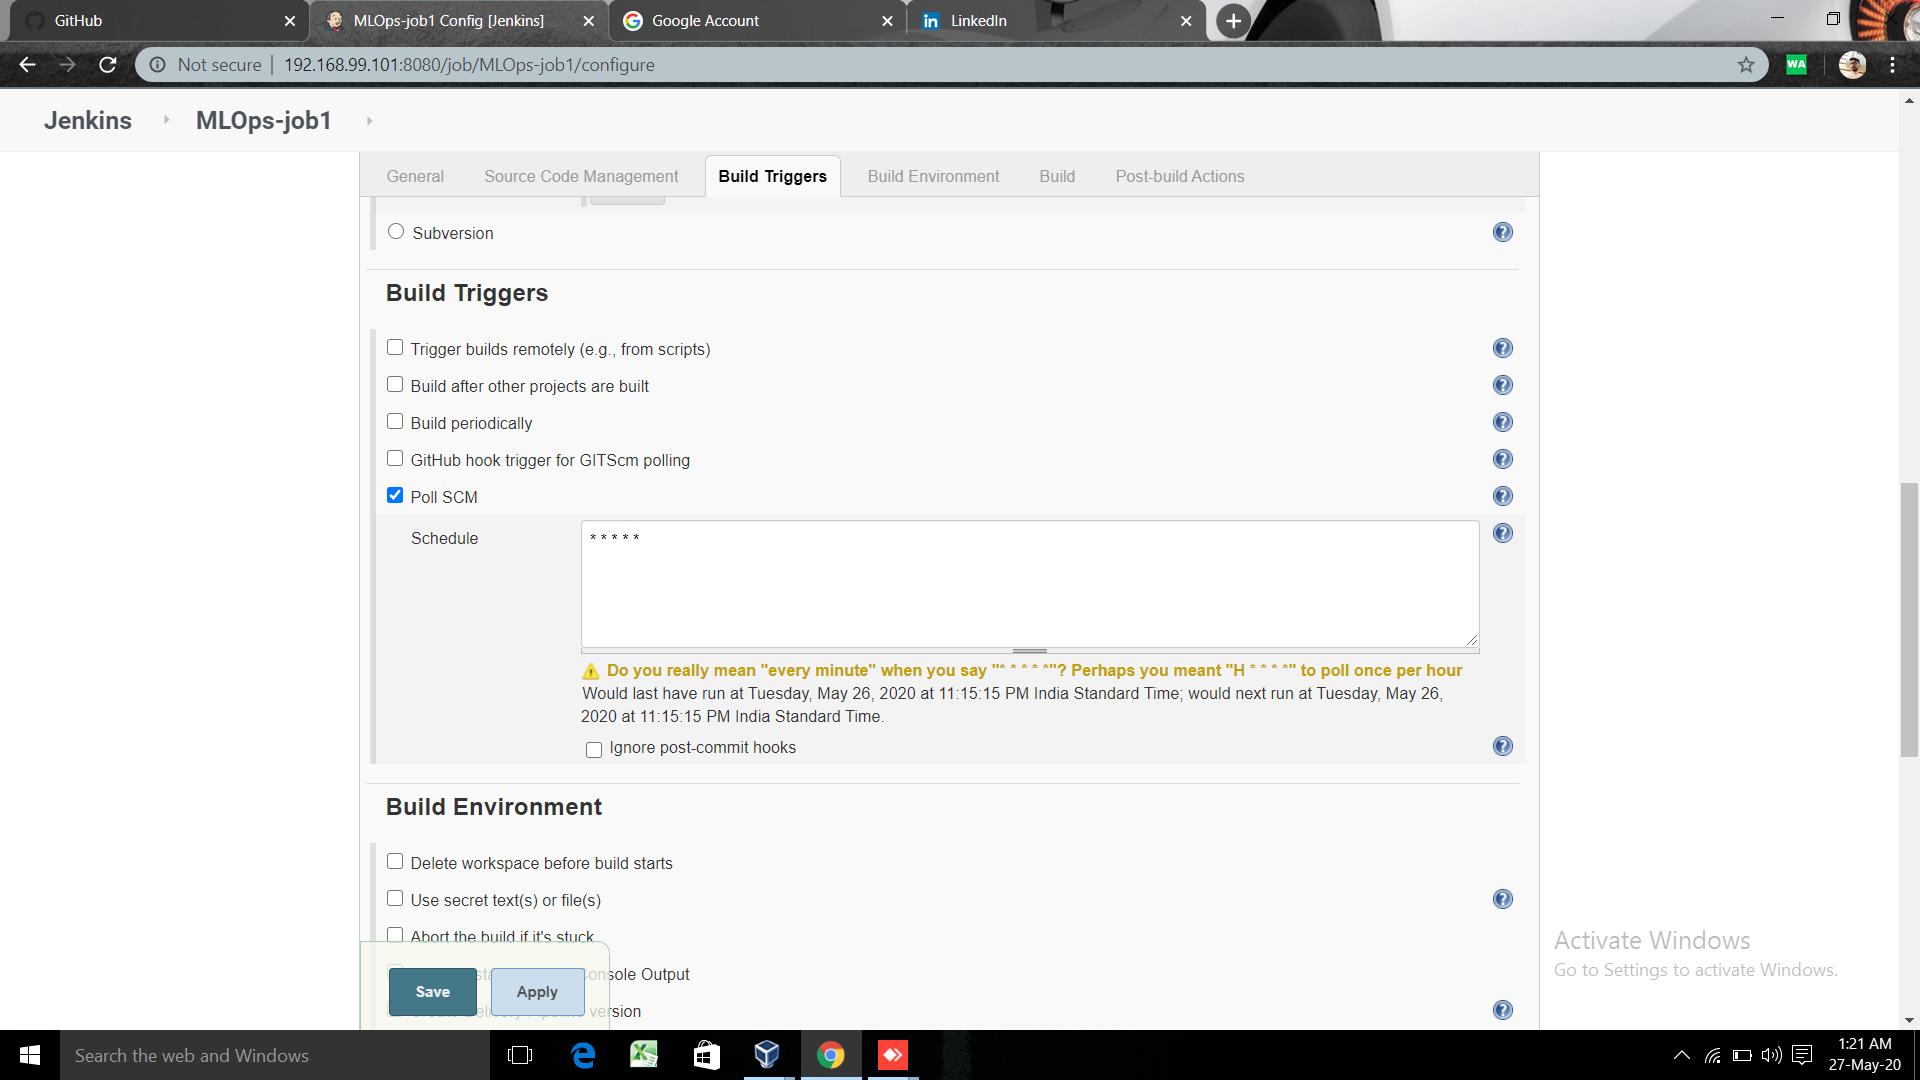 GitHub
MLOps-job1 Config [Jenkins]
Google Account
LinkedIn
Not secure
192.168.99.101:8080/job/MLOps-job1/configure
WA
Jenkins
MLOps-job1
General
Source Code Management
Build Triggers
Build Environment
Build
Post-build Actions
Subversion
Build Triggers
Trigger builds remotely (e.g., from scripts)
Build after other projects are built
Build periodically
GitHub hook trigger for GITScm polling
Poll SCM
Schedule
* * * * *
Do you really mean "every minute" when you say "* * * * *"? Perhaps you meant "H * * * *" to poll once per hour
Would last have run at Tuesday, May 26, 2020 at 11:15:15 PM India Standard Time; would next run at Tuesday, May 26,
2020 at 11:15:15 PM India Standard Time.
Ignore post-commit hooks
Build Environment
Delete workspace before build starts
Use secret text(s) or file(s)
Abort the build if it's stuck
Console Output
version
Save
Apply
Activate Windows
Go to Settings to activate Windows.
Search the web and Windows
1:21 AM
27-May-20